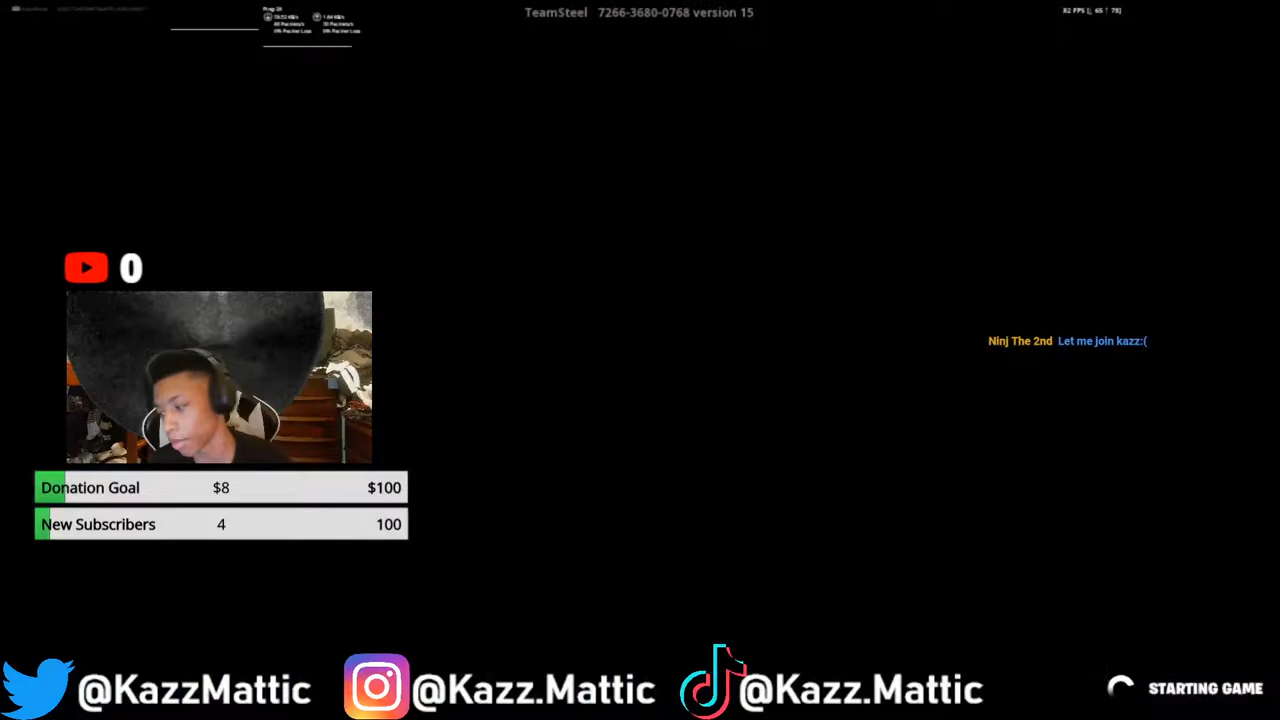 TeamSteel 7266-3680-0768 version 15
0
Ninj The 2nd Let me join kazz:(
Donation Goal $8 $100
New Subscribers 4 100
@KazzMattic @Kazz.Mattic @Kazz.Mattic
STARTING GAME